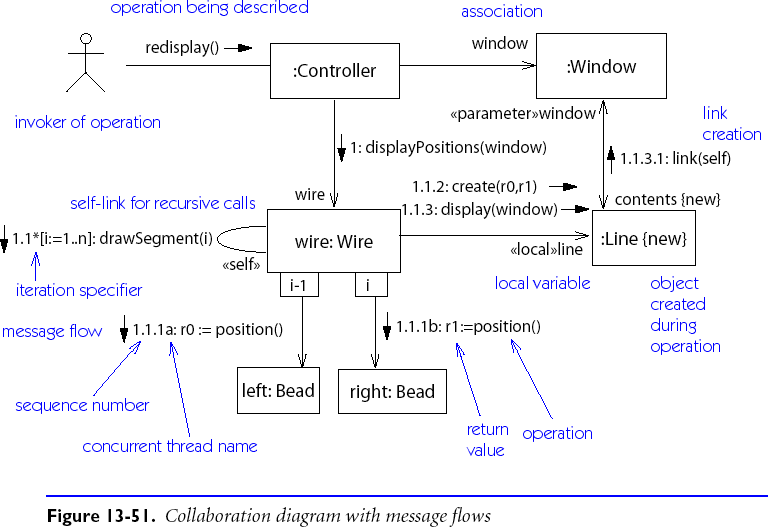 operation being described
association
redisplay()
window
:Controller
:Window
invoker of operation
«parameter»window
link
creation
1: displayPositions(window)
1.1.3.1: link(self)
self-link for recursive calls
wire
1.1.2: create(r0,r1)
contents {new}
1.1.3: display(window)
1.1*[i:=1..n]: drawSegment(i)
wire: Wire
:Line {new}
«self»
«local»line
i-1
i
iteration specifier
local variable
object
created
during
operation
message flow
1.1.1a: r0 := position()
1.1.1b: r1:=position()
left: Bead
right: Bead
sequence number
concurrent thread name
return
value
operation
Figure 13-51. Collaboration diagram with message flows